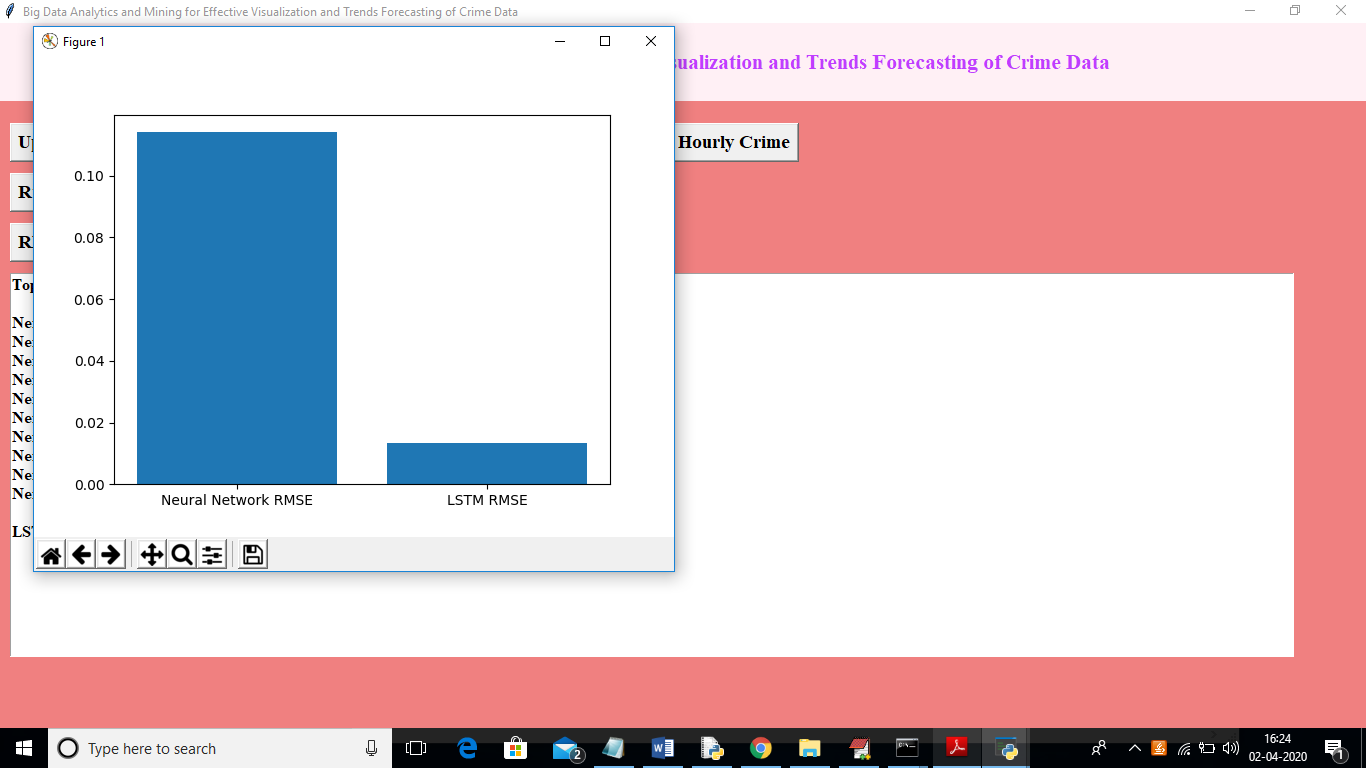 Big Data Analytics and Mining for Effective Visualization and Trends Forecasting of Crime Data
Figure 1
and Trends Forecasting of Crime Data
Hourly Crime
0.10
0.08
0.06
0.04
0.02
0.00
Neural Network RMSE
LSTM RMSE
Type here to search
2
16:24
02-04-2020
1